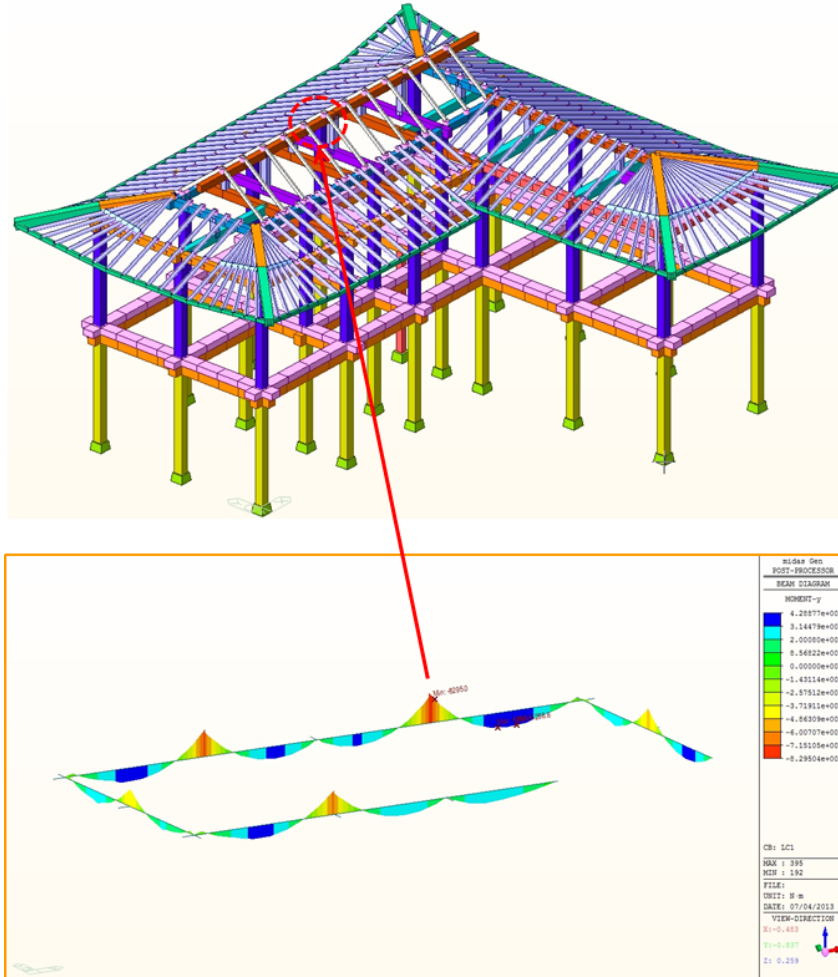 midas Gen
POST-PROCESSOR
BEAM DIAGRAM
MOMENT-y
4.28877e+00
3.14479e+00
2.00080e+00
8.56822e+00
0.00000e+00
-1.43114e+00
-2.57512e+00
-3.71911e+00
-4.86309e+00
-6.00707e+00
-7.15105e+00
-8.29504e+00
Min: -82950
CB: LC1
MAX : 395
MIN : 192
FILE:
UNIT: N·m
DATE: 07/04/2013
VIEW-DIRECTION
X:-0.483
Z: 0.259